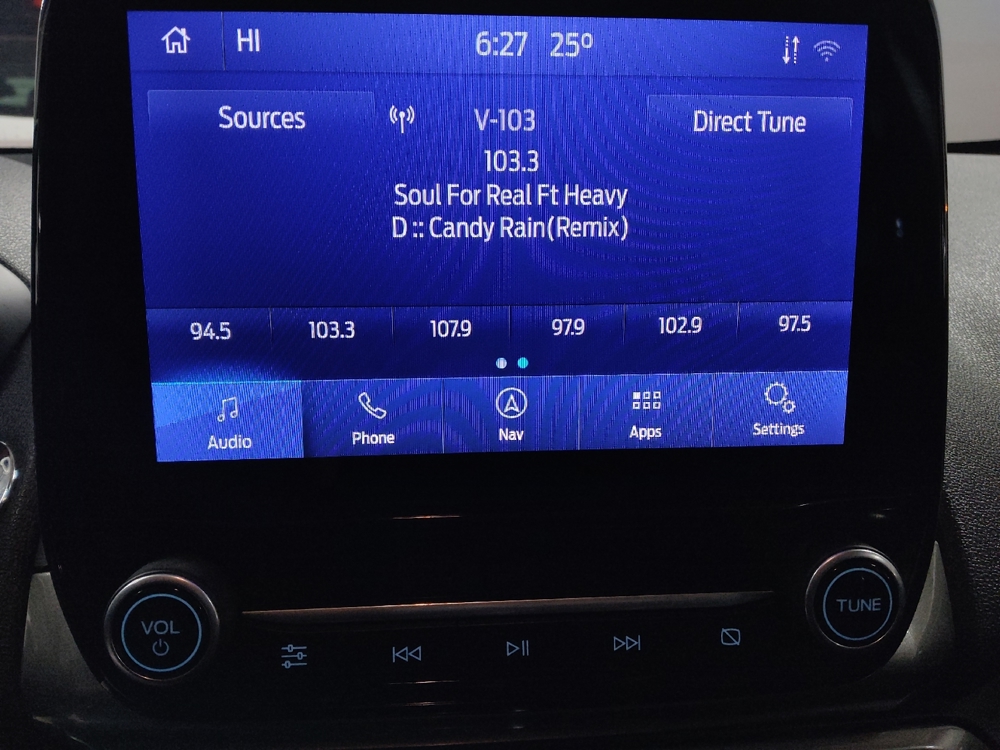 HI 6:27 25°
Sources V-103 Direct Tune
103.3
Soul For Real Ft Heavy
D :: Candy Rain(Remix)
94.5 103.3 107.9 97.9 102.9 97.5
Audio Phone Nav Apps Settings
VOL TUNE